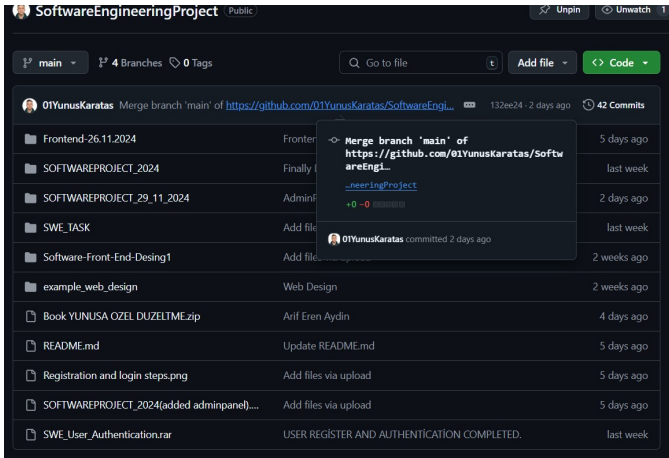 SoftwareEngineeringProject Public Unpin Unwatch 1
main 4 Branches 0 Tags Go to file t Add file <> Code
01YunusKaratas Merge branch 'main' of https://github.com/01YunusKaratas/SoftwareEngi... 132ee24 · 2 days ago 42 Commits
Frontend-26.11.2024 Fronter 5 days ago
Merge branch 'main' of
https://github.com/01YunusKaratas/Softw
areEngi…
SOFTWAREPROJECT_2024 Finally last week
…neeringProject
SOFTWAREPROJECT_29_11_2024 2 days ago
+0 −0
SWE_TASK Add file last week
01YunusKaratas committed 2 days ago
Software-Front-End-Desing1 Add files via upload 2 weeks ago
example_web_design Web Design 2 weeks ago
Book YUNUSA OZEL DUZELTME.zip Arif Eren Aydin 4 days ago
README.md Update README.md 5 days ago
Registration and login steps.png Add files via upload 5 days ago
SOFTWAREPROJECT_2024(added adminpanel).... Add files via upload 5 days ago
SWE_User_Authentication.rar USER REGİSTER AND AUTHENTİCATİON COMPLETED. last week